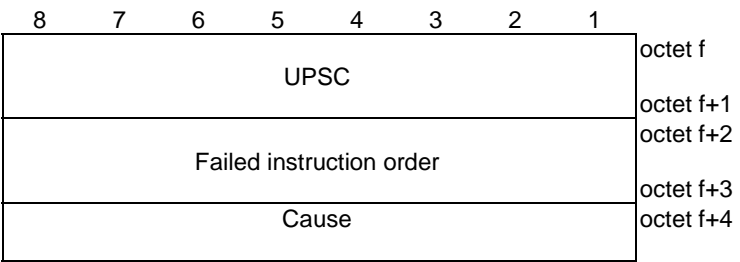 8 7 6 5 4 3 2 1
octet f
UPSC
octet f+1
octet f+2
Failed instruction order
octet f+3
Cause octet f+4